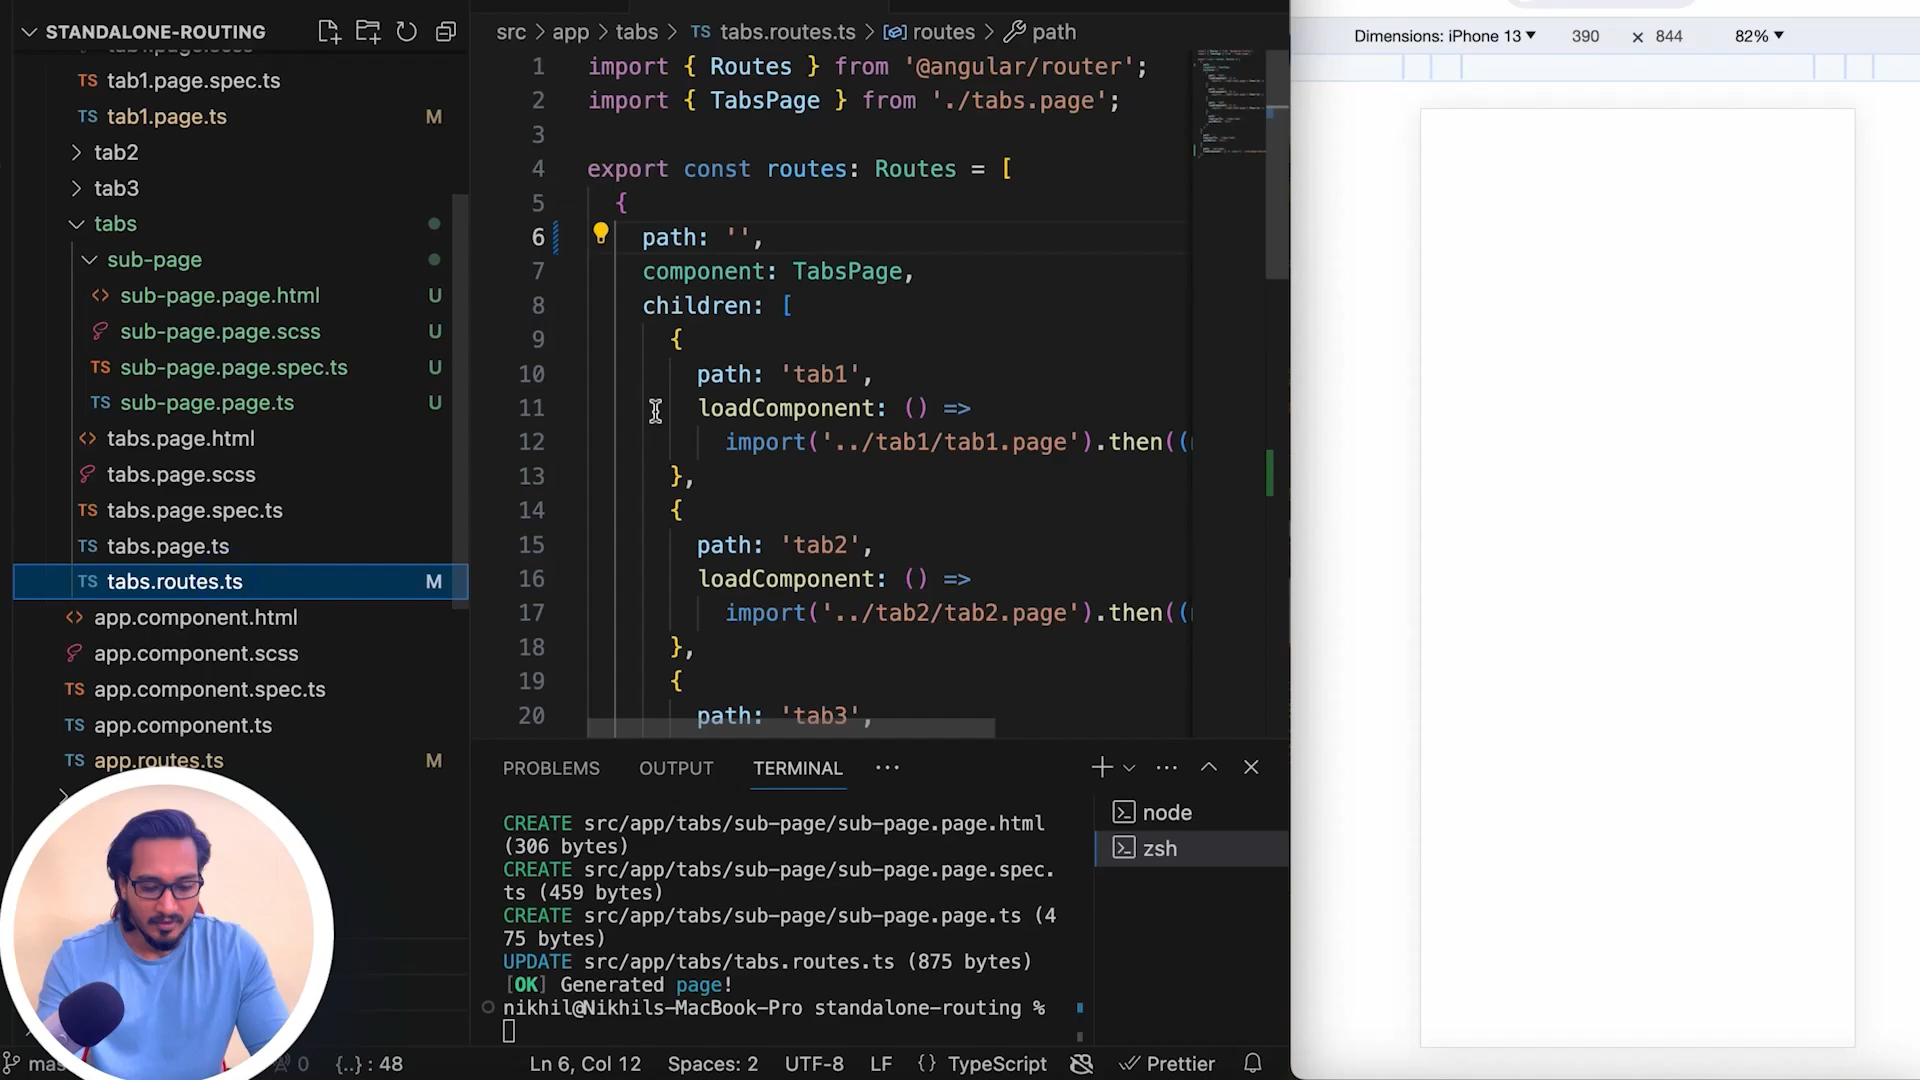 STANDALONE-ROUTING
tab1.page.spec.ts
tab1.page.ts M
tab2
tab3
tabs
sub-page
sub-page.page.html U
sub-page.page.scss U
sub-page.page.spec.ts U
sub-page.page.ts U
tabs.page.html
tabs.page.scss
tabs.page.spec.ts
tabs.page.ts
tabs.routes.ts M
app.component.html
app.component.scss
app.component.spec.ts
app.component.ts
app.routes.ts M
src > app > tabs > TS tabs.routes.ts > routes > path
1 import { Routes } from '@angular/router';
2 import { TabsPage } from './tabs.page';
3
4 export const routes: Routes = [
5 {
6 path: '',
7 component: TabsPage,
8 children: [
9 {
10 path: 'tab1',
11 loadComponent: () =>
12 import('../tab1/tab1.page').then((
13 },
14 {
15 path: 'tab2',
16 loadComponent: () =>
17 import('../tab2/tab2.page').then((
18 },
19 {
20 path: 'tab3',
PROBLEMS OUTPUT TERMINAL ···
CREATE src/app/tabs/sub-page/sub-page.page.html
(306 bytes)
CREATE src/app/tabs/sub-page/sub-page.page.spec.
ts (459 bytes)
CREATE src/app/tabs/sub-page/sub-page.page.ts (4
75 bytes)
UPDATE src/app/tabs/tabs.routes.ts (875 bytes)
[OK] Generated page!
nikhil@Nikhils-MacBook-Pro standalone-routing %
node
zsh
0 {..} : 48 Ln 6, Col 12 Spaces: 2 UTF-8 LF {} TypeScript Prettier
Dimensions: iPhone 13 390 × 844 82%